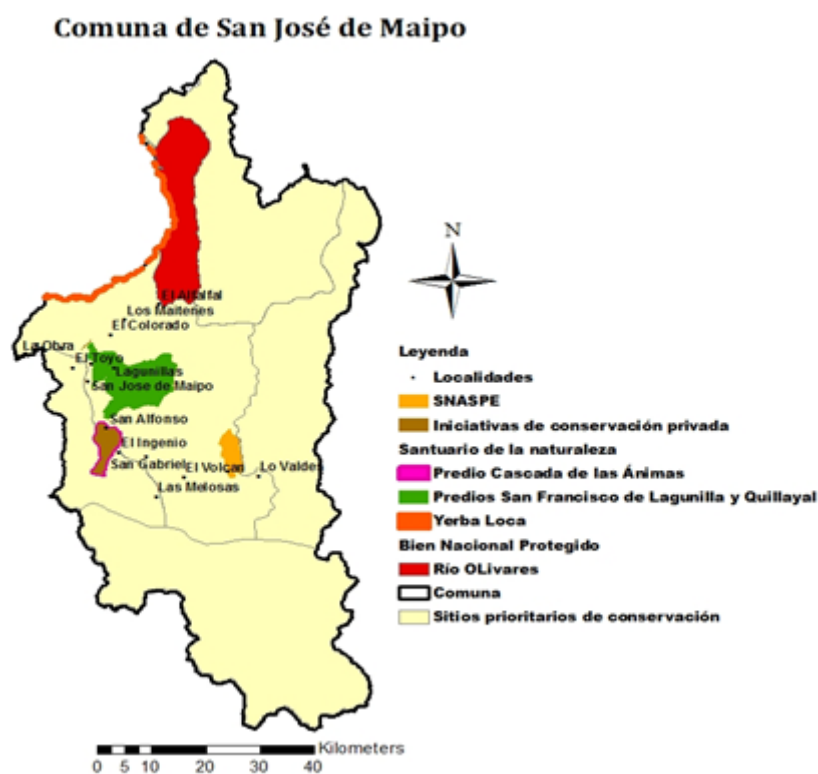 Comuna de San José de Maipo
El Alfalfal
Los Maitenes
El Colorado
La Obra
El Toyo
Lagunillas
San Jose de Maipo
San Alfonso
El Ingenio
San Gabriel
El Volcan
Lo Valdes
Las Melosas
N
Leyenda
Localidades
SNASPE
Iniciativas de conservación privada
Santuario de la naturaleza
Predio Cascada de las Ánimas
Predios San Francisco de Lagunilla y Quillayal
Yerba Loca
Bien Nacional Protegido
Río OLivares
Comuna
Sitios prioritarios de conservación
Kilometers
0 5 10 20 30 40